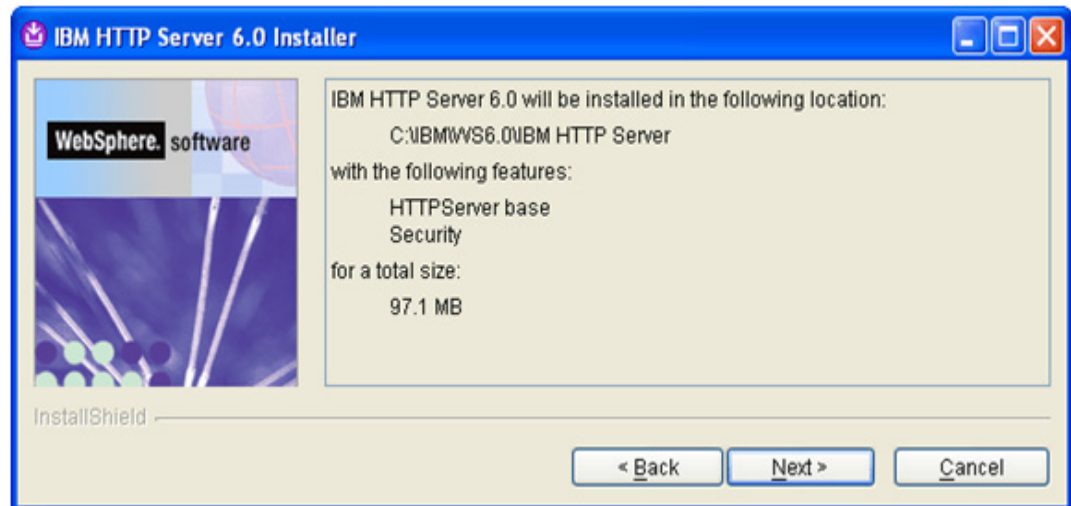 IBM HTTP Server 6.0 Installer
WebSphere. software
IBM HTTP Server 6.0 will be installed in the following location:
C:\IBM\WS6.0\IBM HTTP Server
with the following features:
HTTPServer base
Security
for a total size:
97.1 MB
InstallShield
< Back
Next >
Cancel